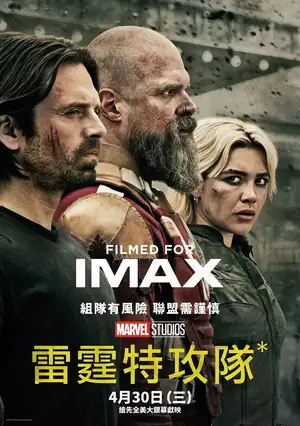 FILMED FOR
IMAX
組隊有風險 聯盟需謹慎
MARVEL STUDIOS
雷霆特攻隊*
4月30日(三)
搶先全美大銀幕獻映